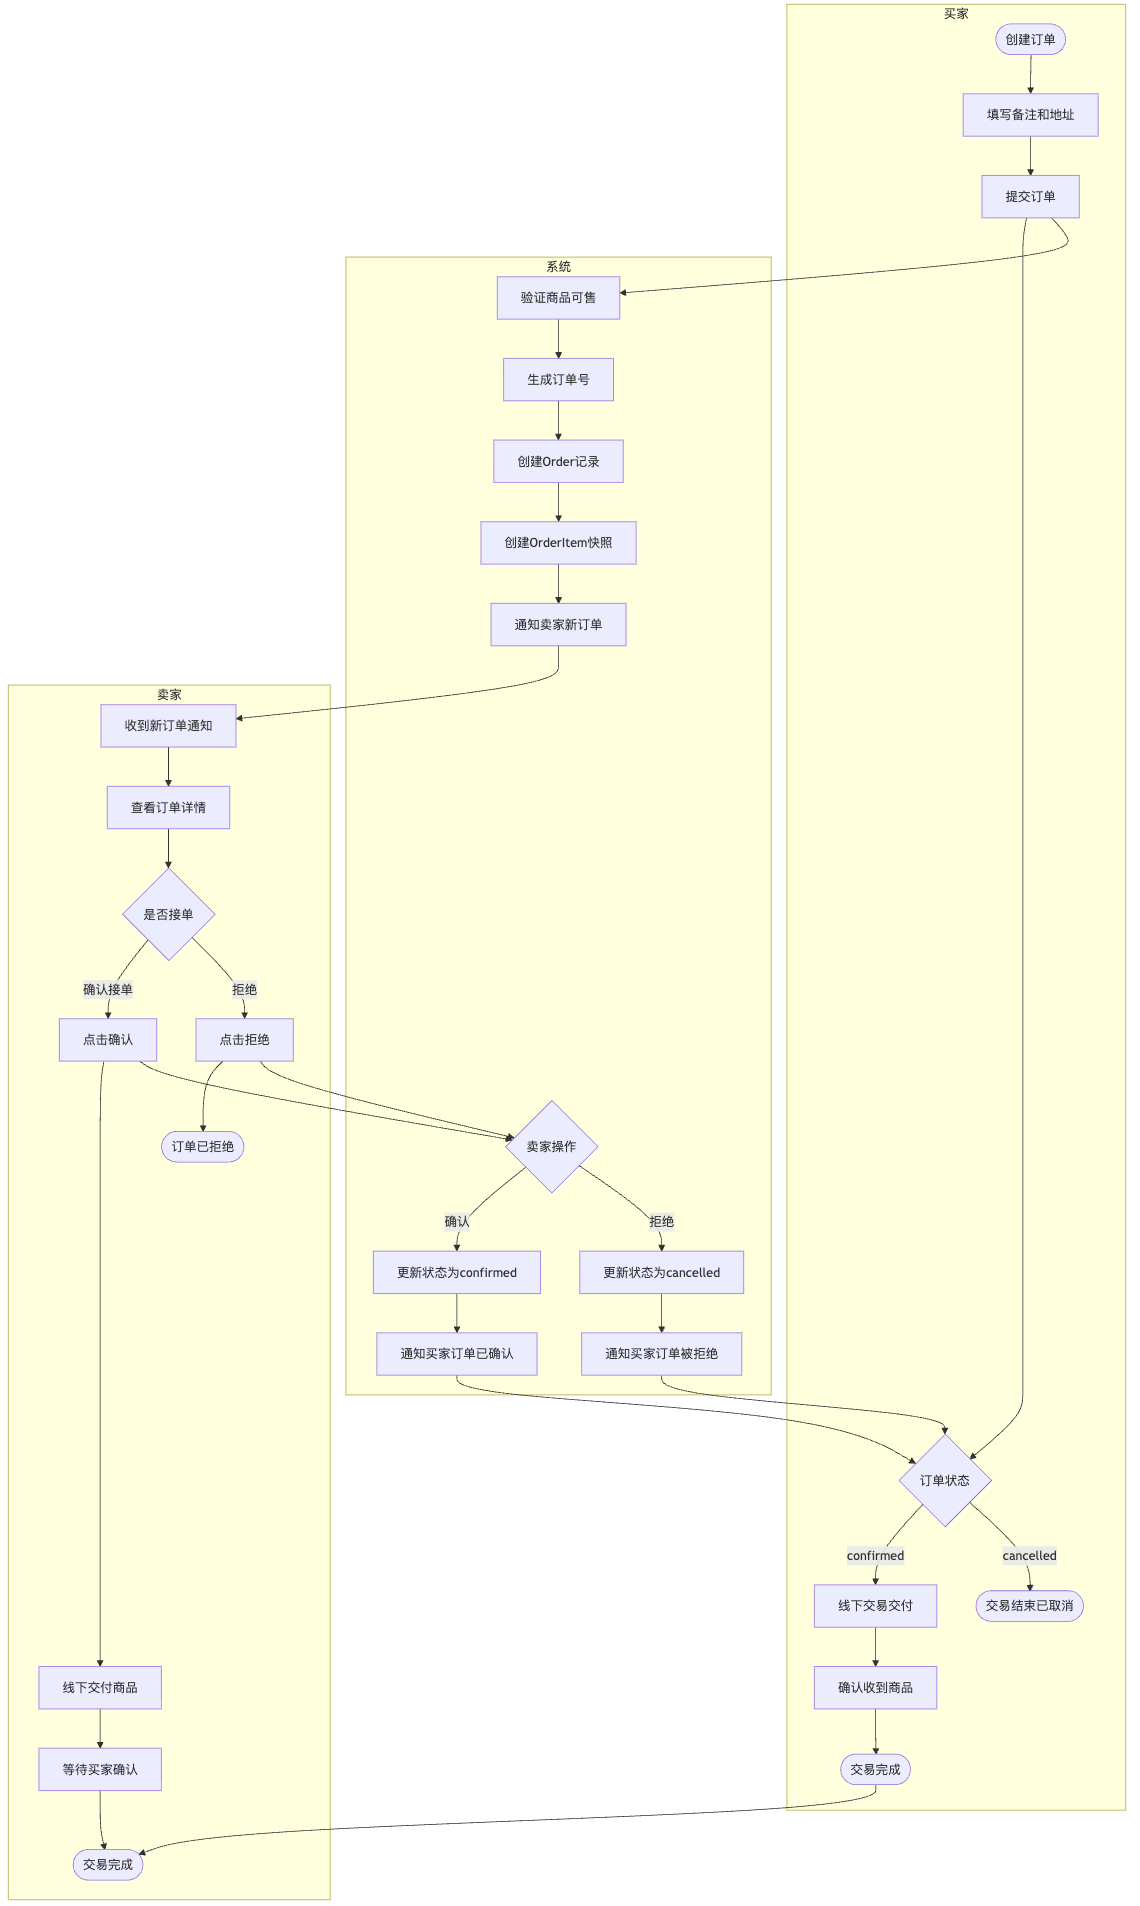 买家
创建订单
填写备注和地址
提交订单
系统
验证商品可售
生成订单号
创建Order记录
创建OrderItem快照
通知卖家新订单
卖家
收到新订单通知
查看订单详情
是否接单
确认接单
拒绝
点击确认
点击拒绝
订单已拒绝
卖家操作
确认
拒绝
更新状态为confirmed
更新状态为cancelled
通知买家订单已确认
通知买家订单被拒绝
订单状态
confirmed
cancelled
线下交易交付
交易结束已取消
线下交付商品
确认收到商品
等待买家确认
交易完成
交易完成